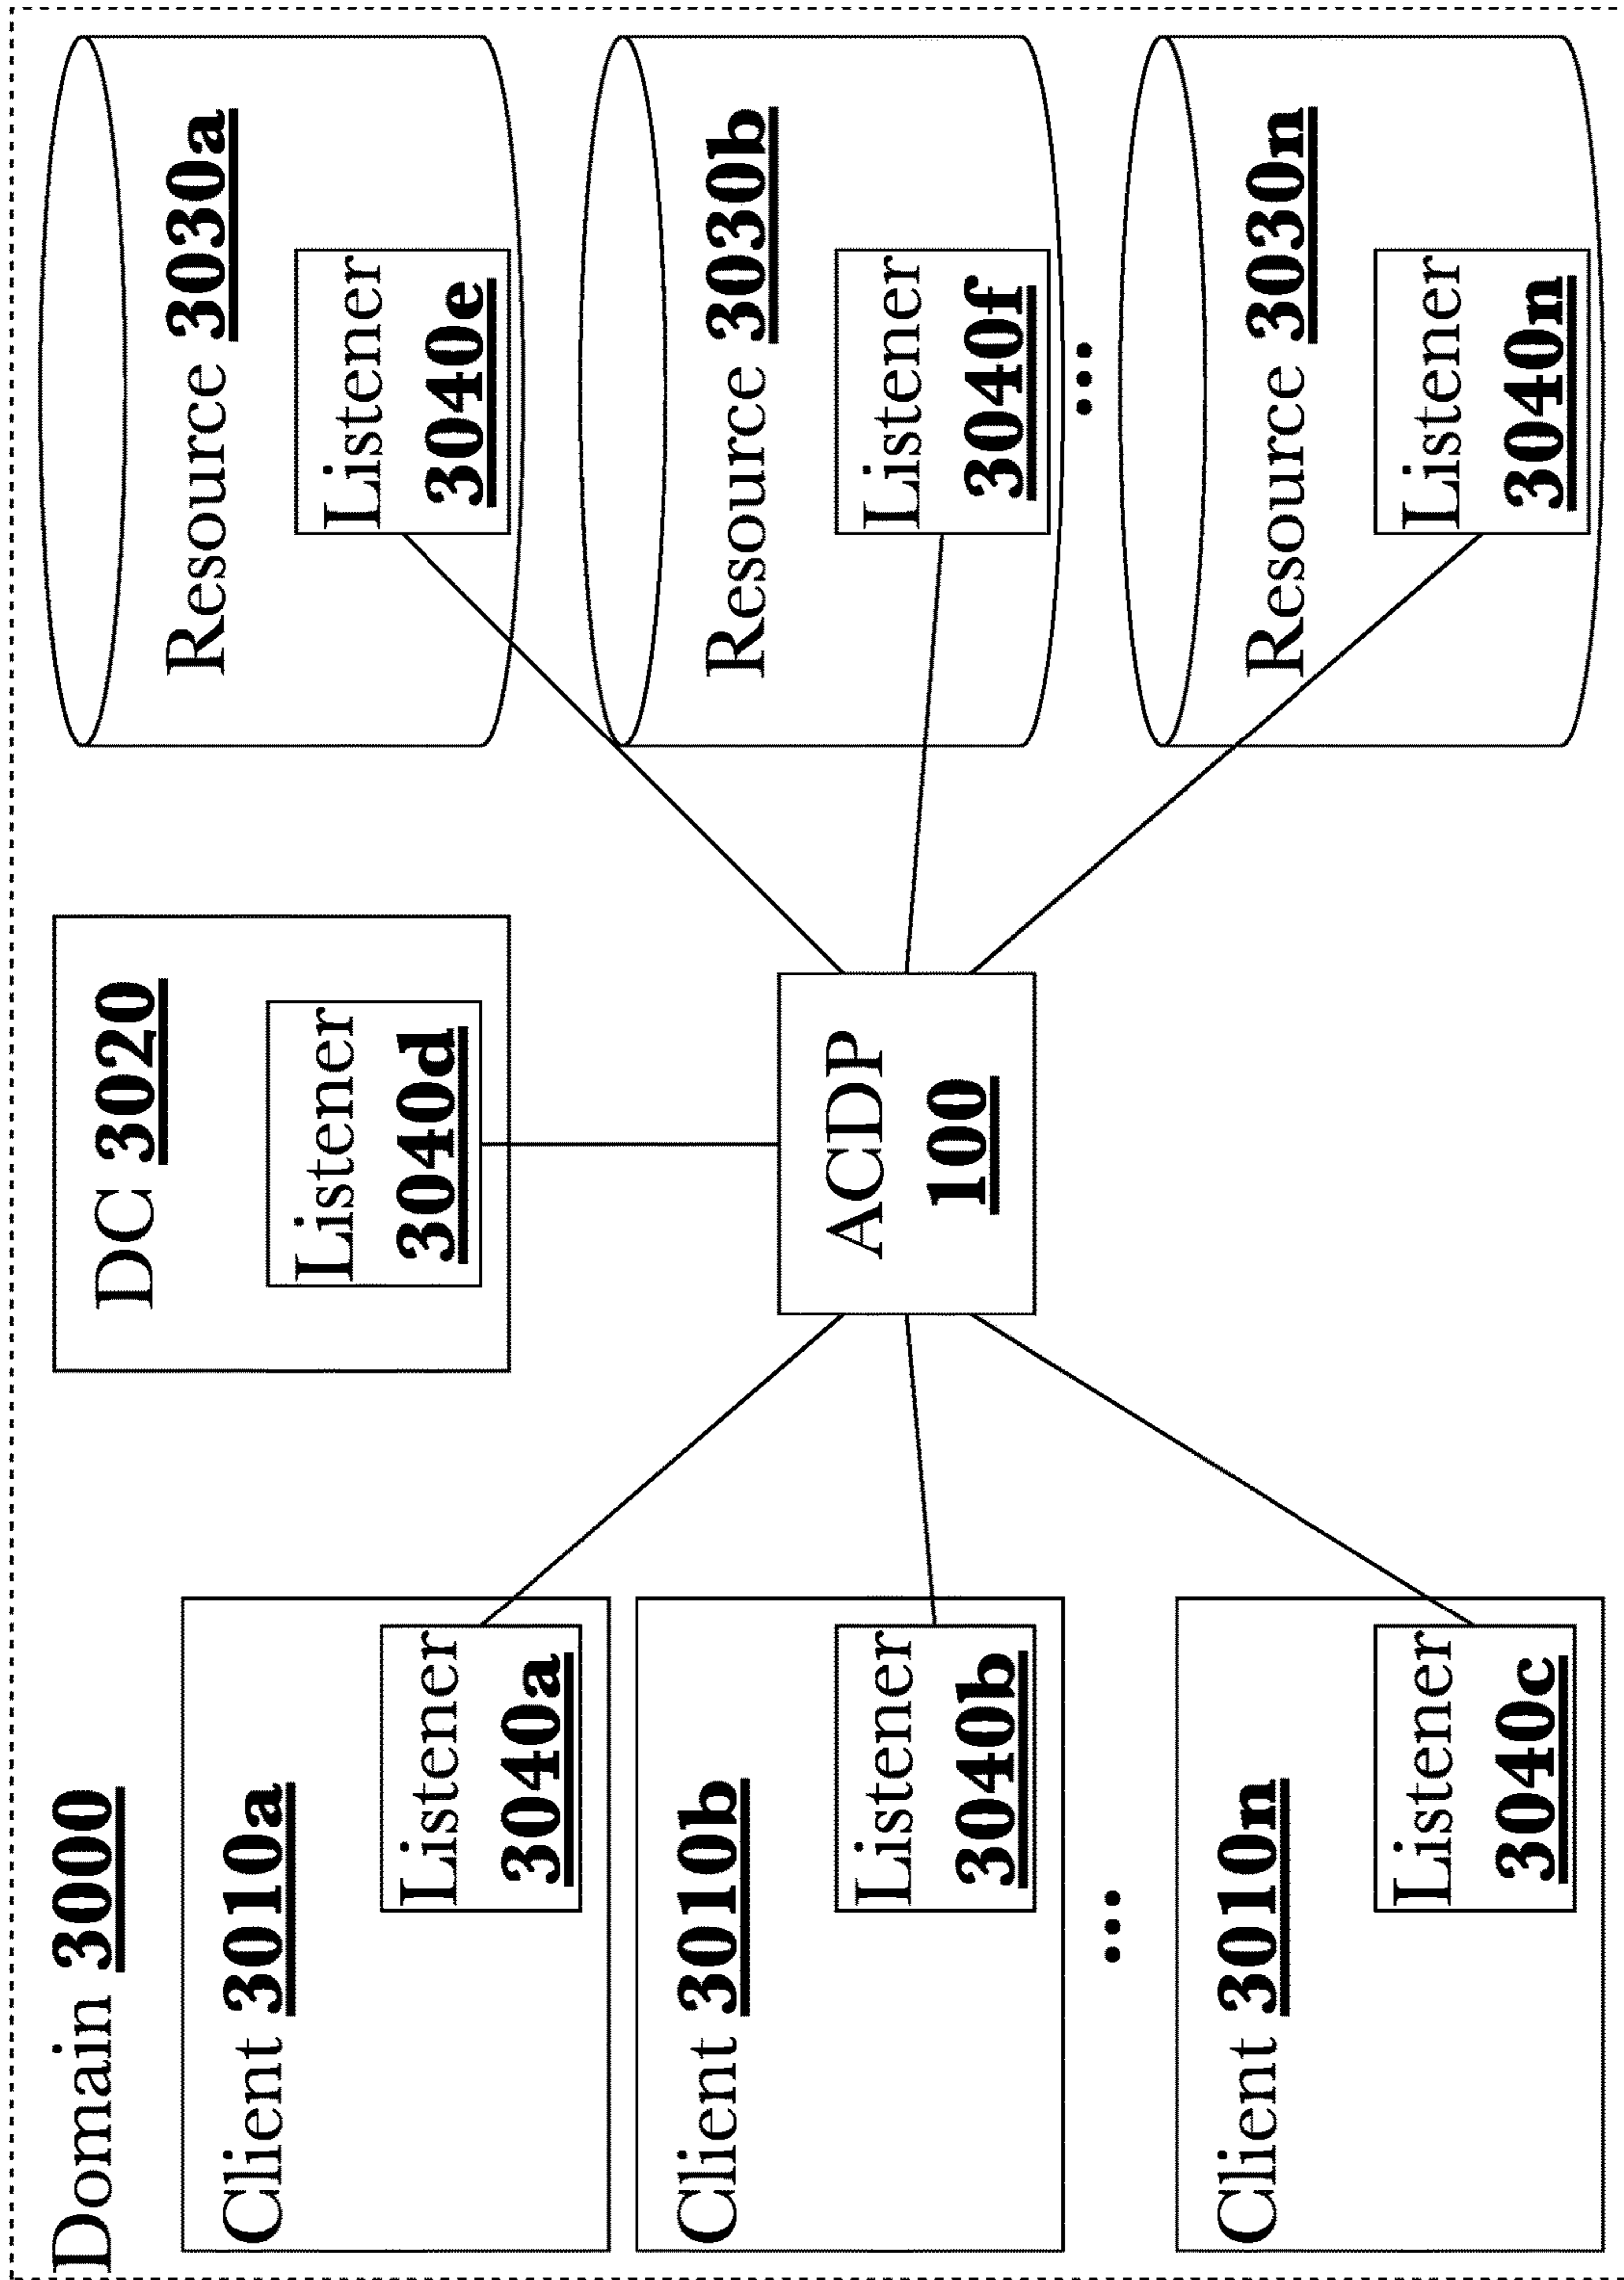 Domain 3000
Client 3010a
Listener
3040a
Client 3010b
Listener
3040b
...
Client 3010n
Listener
3040c
DC 3020
Listener
3040d
ACDP
100
Resource 3030a
Listener
3040e
Resource 3030b
Listener
3040f
...
Resource 3030n
Listener
3040n